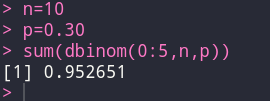 > n=10
> p=0.30
> sum(dbinom(0:5,n,p))
[1] 0.952651
>